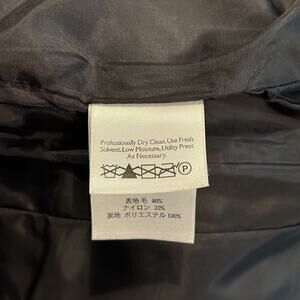 Professionally Dry Clean. Use Fresh
Solvent, Low Moisture, Utility Press
As Necessary.
P
表地 毛 80%
ナイロン 20%
裏地 ポリエステル 100%